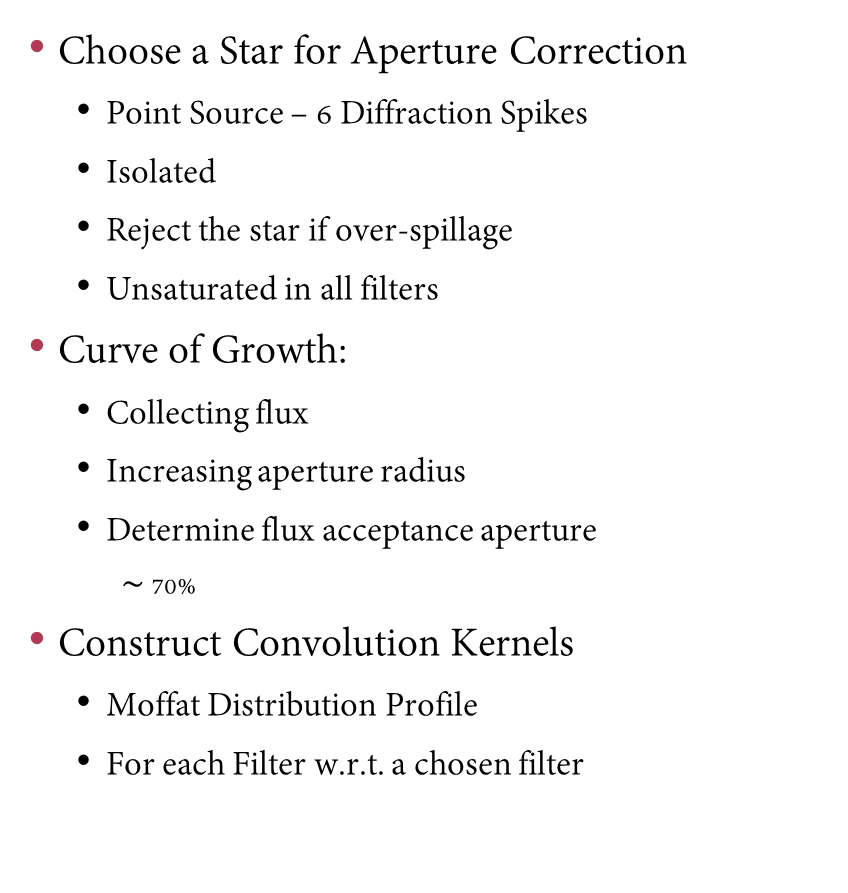 • Choose a Star for Aperture Correction
• Point Source – 6 Diffraction Spikes
• Isolated
• Reject the star if over-spillage
• Unsaturated in all filters
• Curve of Growth:
• Collecting flux
• Increasing aperture radius
• Determine flux acceptance aperture
~ 70%
• Construct Convolution Kernels
• Moffat Distribution Profile
• For each Filter w.r.t. a chosen filter